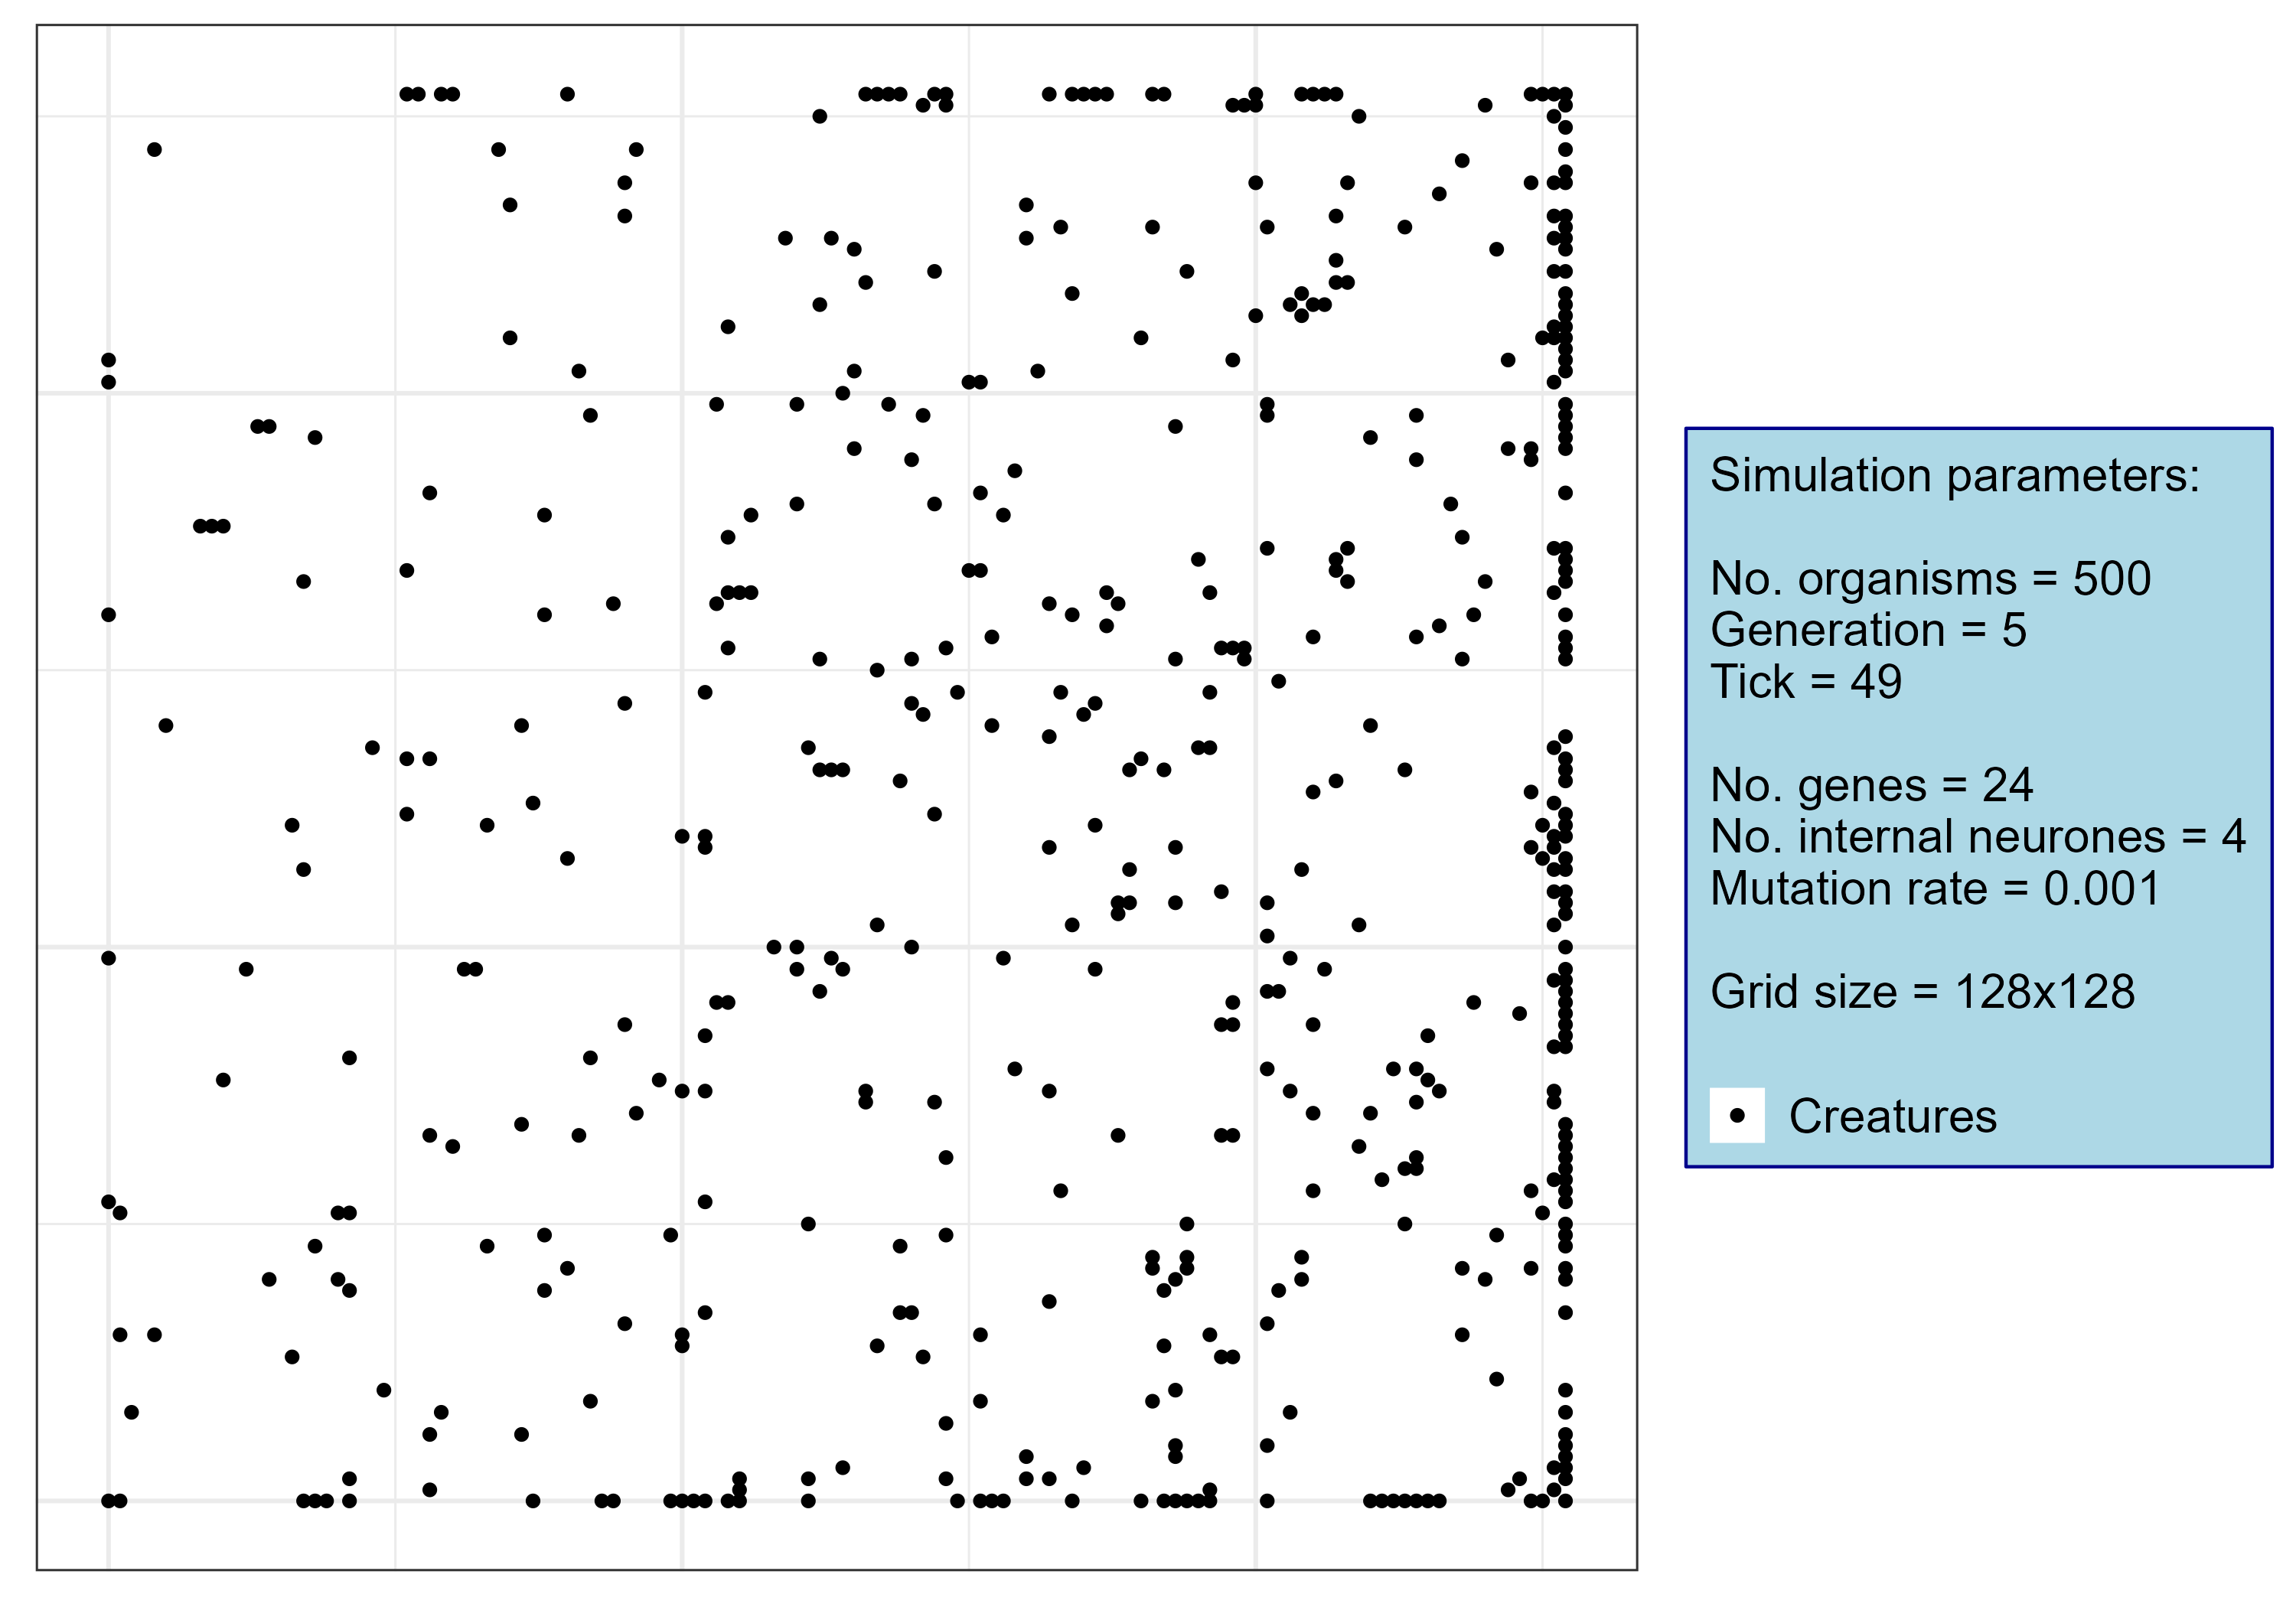 Simulation parameters:
No. organisms = 500
Generation = 5
Tick = 49
No. genes = 24
No. internal neurones = 4
Mutation rate = 0.001
Grid size = 128x128
Creatures